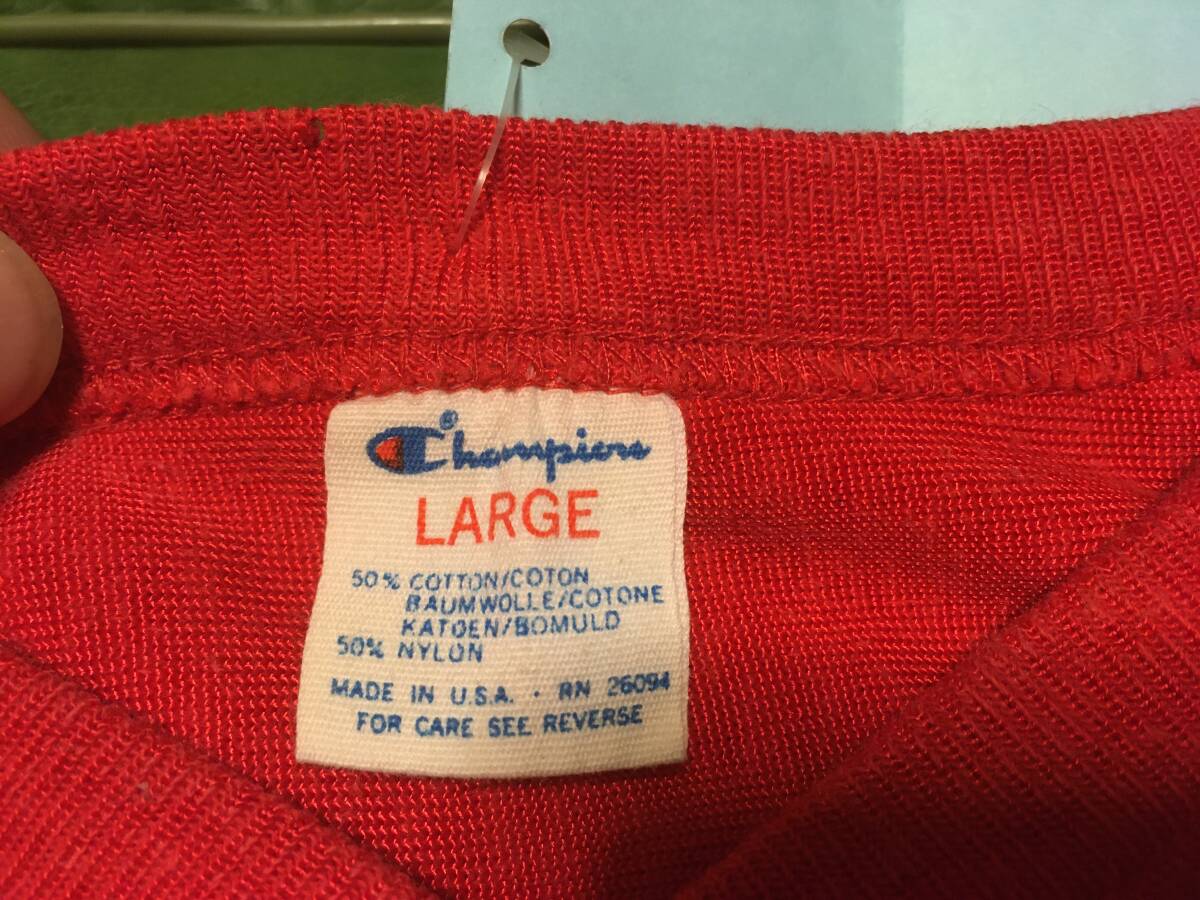 Champion®
LARGE
50% COTTON/COTON
BAUMWOLLE/COTONE
KATOEN/BOMULD
50% NYLON
MADE IN U.S.A. · RN 26094
FOR CARE SEE REVERSE